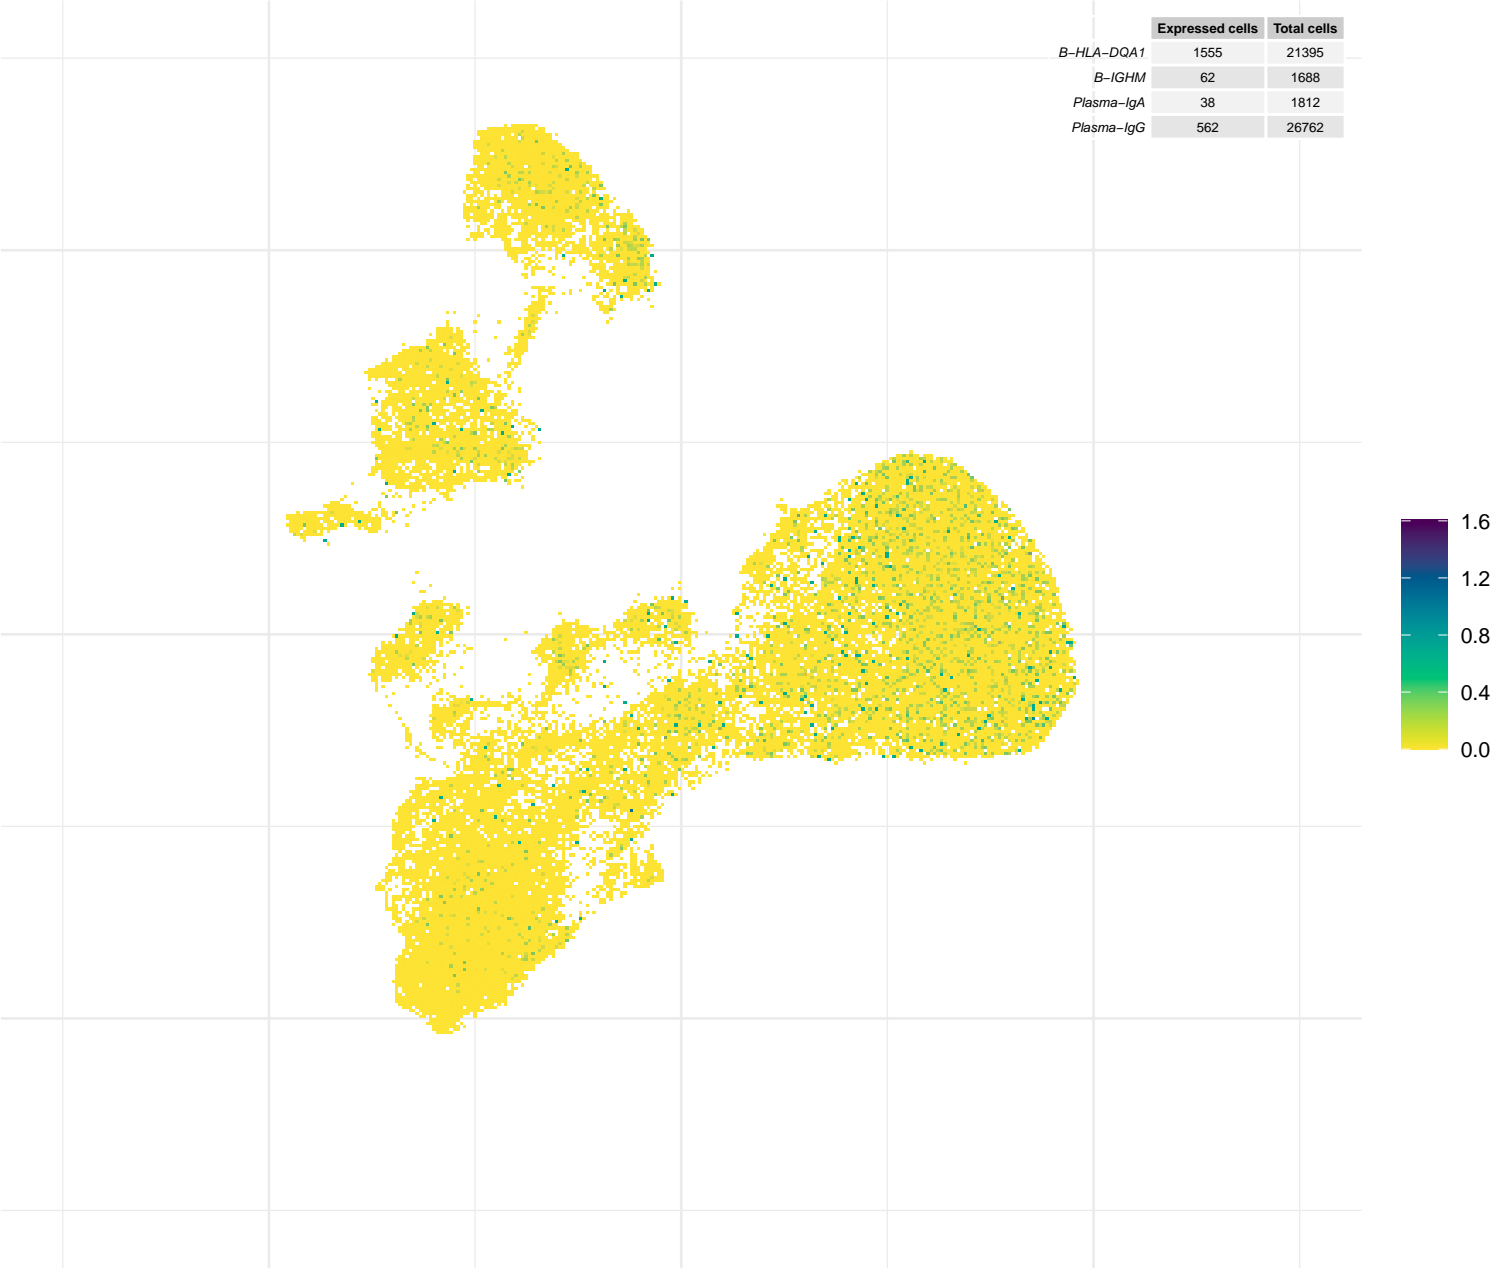 Expressed cells Total cells
B−HLA−DQA1 1555 21395
B−IGHM 62 1688
Plasma−IgA 38 1812
Plasma−IgG 562 26762
1.6
1.2
0.8
0.4
0.0